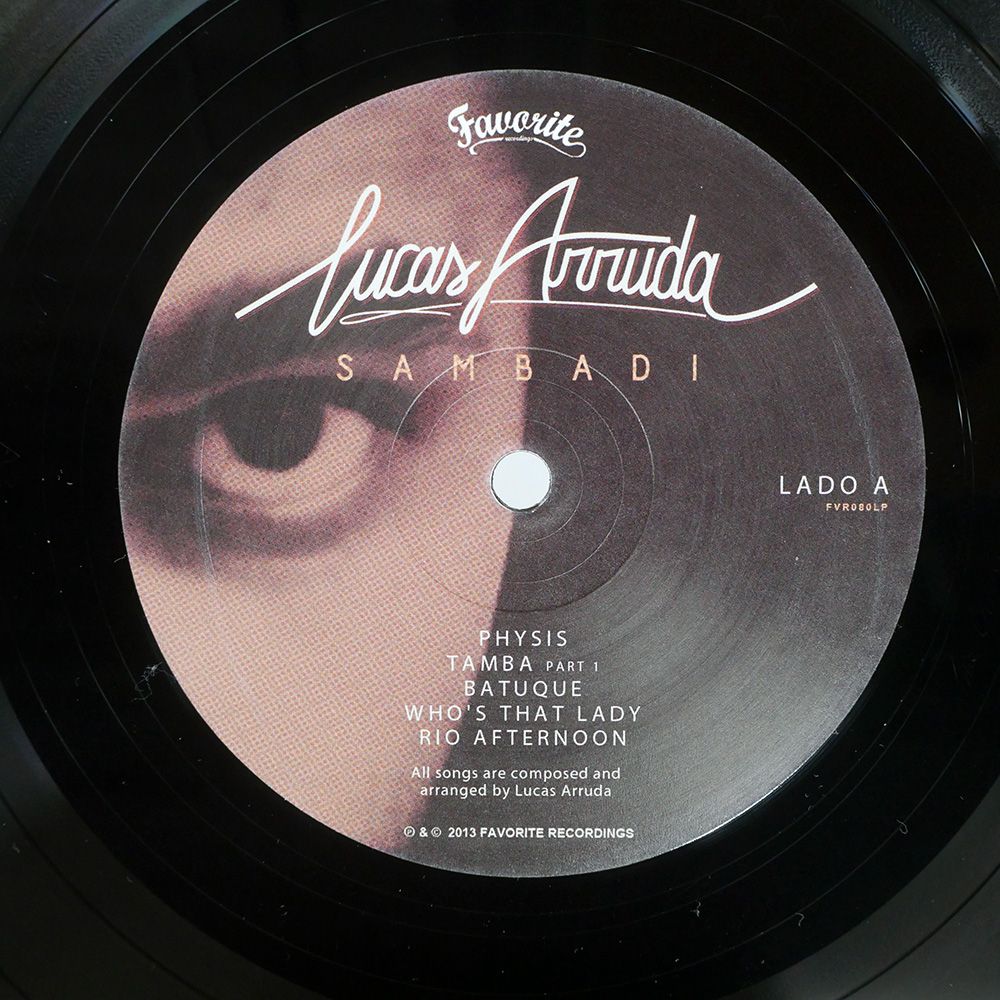 Favorite
recordings
Lucas Arruda
SAMBADI
LADO A
FVR080LP
PHYSIS
TAMBA PART 1
BATUQUE
WHO'S THAT LADY
RIO AFTERNOON
All songs are composed and
arranged by Lucas Arruda
℗ & © 2013 FAVORITE RECORDINGS